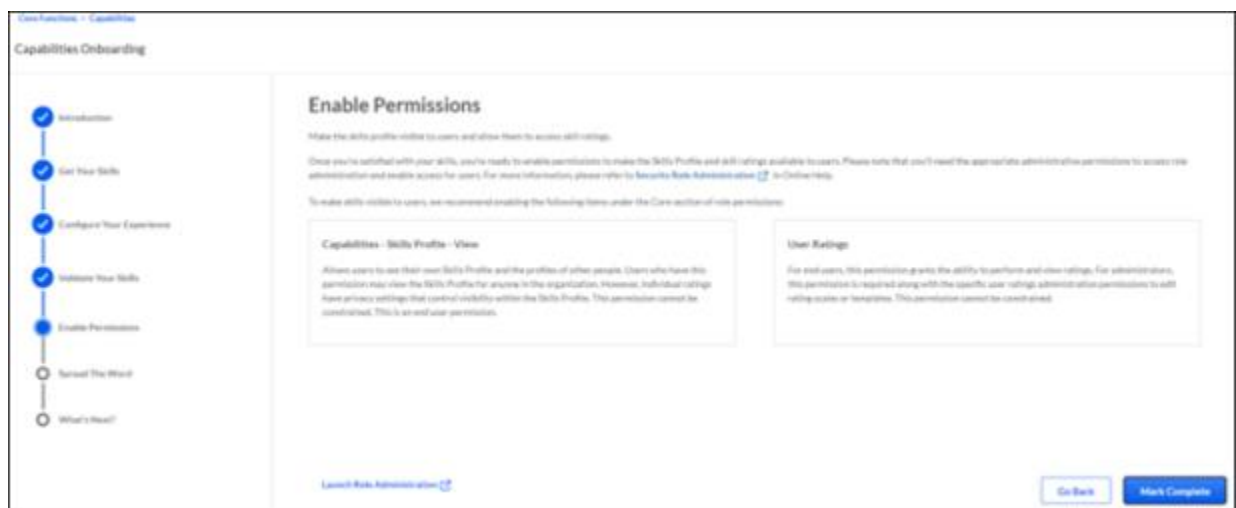 Core Functions > Capabilities
Capabilities Onboarding
Introduction
Get Your Skills
Configure Your Experience
Validate Your Skills
Enable Permissions
Spread The Word
What's Next?
Enable Permissions
Make the skills profile visible to users and allow them to access skill ratings.
Once you're satisfied with your skills, you're ready to enable permissions to make the Skills Profile and skill ratings available to users. Please note that you'll need the appropriate administrative permissions to access role
administration and enable access for users. For more information, please refer to Security Role Administration in Online Help.
To make skills visible to users, we recommend enabling the following items under the Core section of role permissions:
Capabilities - Skills Profile - View
Allows users to see their own Skills Profile and the profiles of other people. Users who have this
permission may view the Skills Profile for anyone in the organization. However, individual ratings
have privacy settings that control visibility within the Skills Profile. This permission cannot be
constrained. This is an end user permission.
User Ratings
For end users, this permission grants the ability to perform and view ratings. For administrators,
this permission is required along with the specific user ratings administration permissions to edit
rating scales or templates. This permission cannot be constrained.
Launch Role Administration
Go Back
Mark Complete